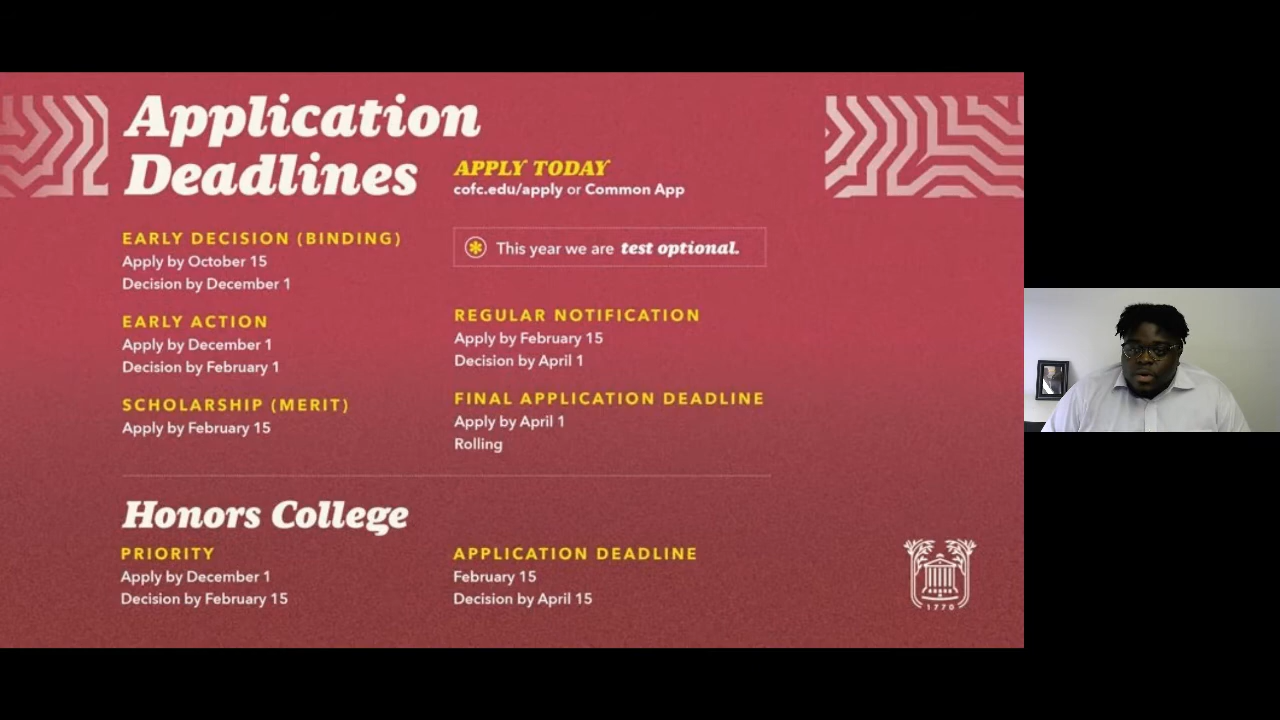 Application
Deadlines
APPLY TODAY
cofc.edu/apply or Common App
EARLY DECISION (BINDING)
Apply by October 15
Decision by December 1
EARLY ACTION
Apply by December 1
Decision by February 1
SCHOLARSHIP (MERIT)
Apply by February 15
This year we are test optional.
REGULAR NOTIFICATION
Apply by February 15
Decision by April 1
FINAL APPLICATION DEADLINE
Apply by April 1
Rolling
Honors College
PRIORITY
Apply by December 1
Decision by February 15
APPLICATION DEADLINE
February 15
Decision by April 15
1770